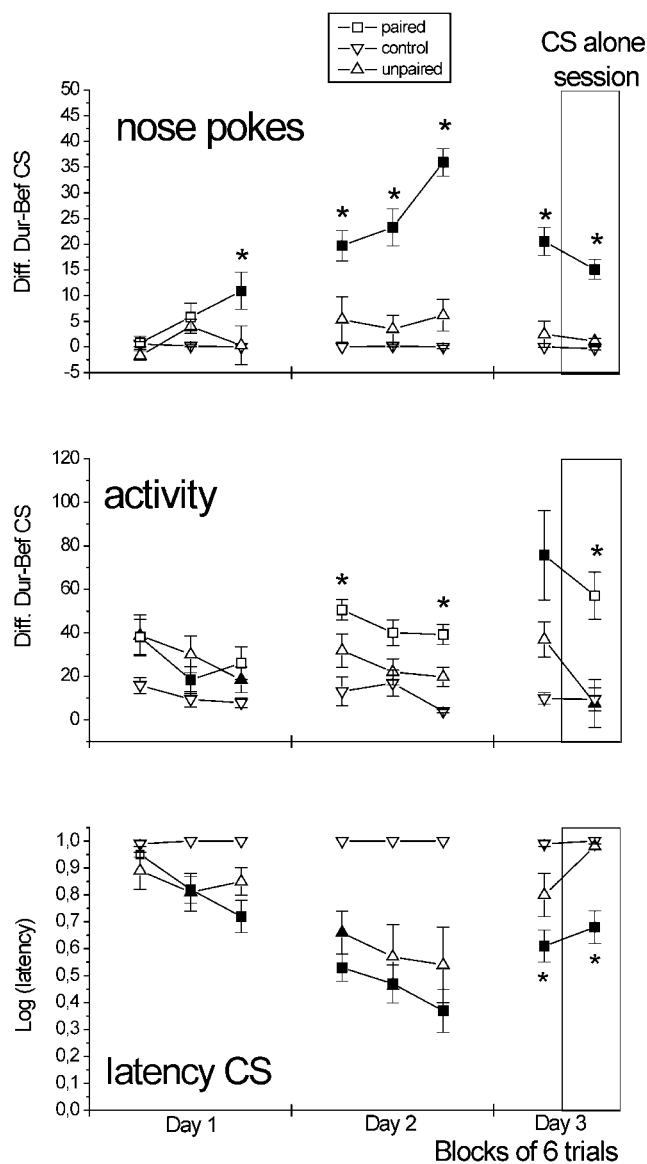 paired
control
unpaired
CS alone
session
nose pokes
Diff. Dur-Bef CS
50
45
40
35
30
25
20
15
10
5
0
-5
*
*
*
*
*
*
activity
Diff. Dur-Bef CS
120
100
80
60
40
20
0
*
*
*
latency CS
Log (latency)
1,0
0,9
0,8
0,7
0,6
0,5
0,4
0,3
0,2
0,1
0,0
*
*
Day 1
Day 2
Day 3
Blocks of 6 trials